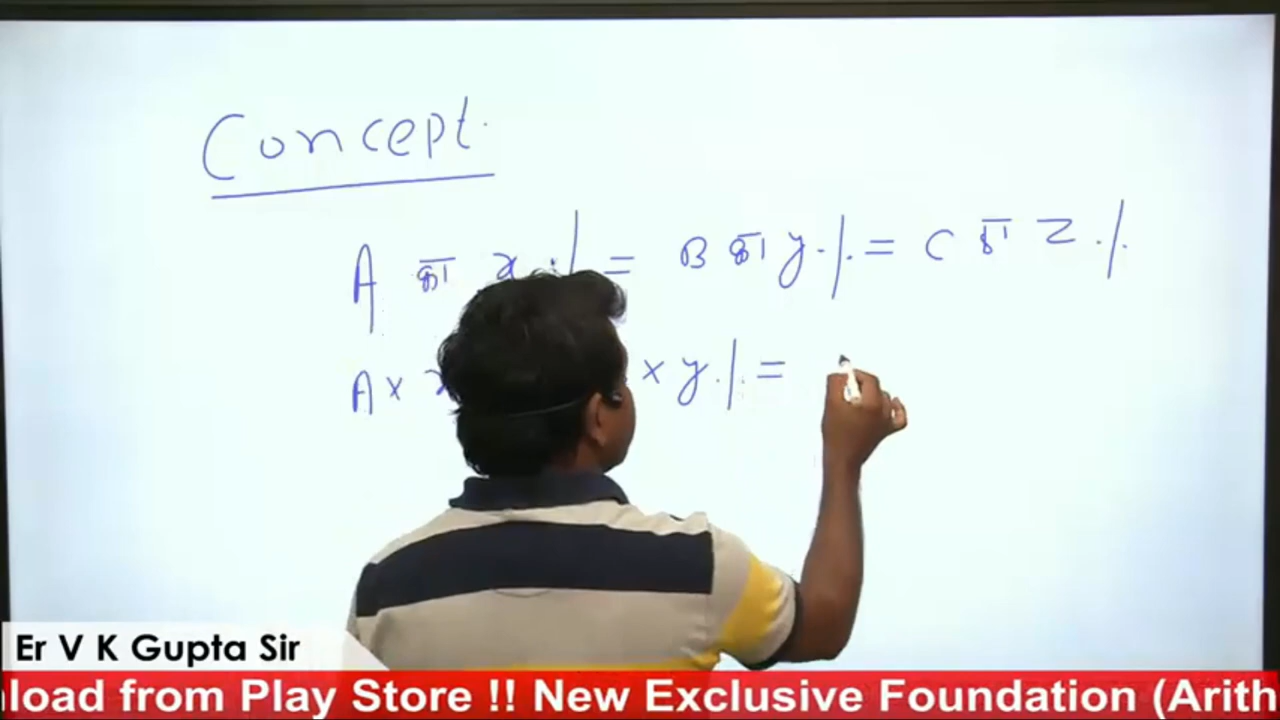 Concept.
A का x % = B का y % = C का Z %
A × × y % =
Er V K Gupta Sir
load from Play Store !! New Exclusive Foundation (Arith